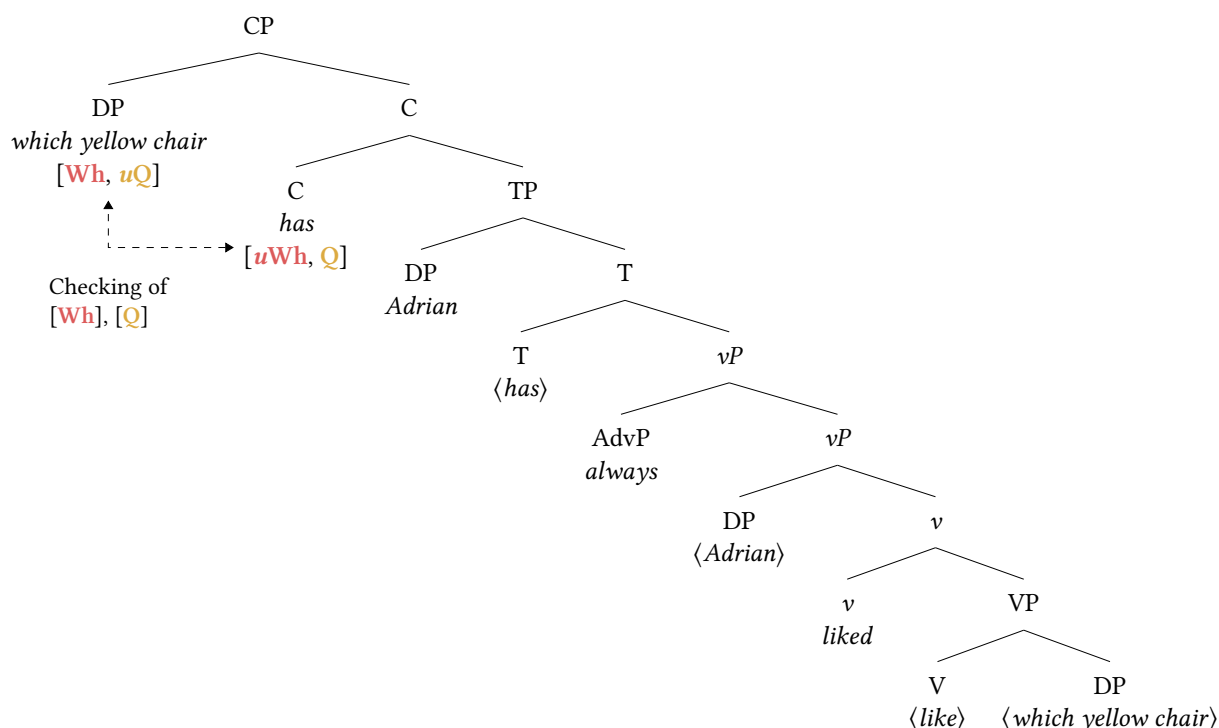 CP
DP C
which yellow chair
[Wh, uQ] C TP
has
[uWh, Q] DP T
Checking of Adrian
[Wh], [Q]
T vP
⟨has⟩
AdvP vP
always
DP v
⟨Adrian⟩
v VP
liked
V DP
⟨like⟩ ⟨which yellow chair⟩